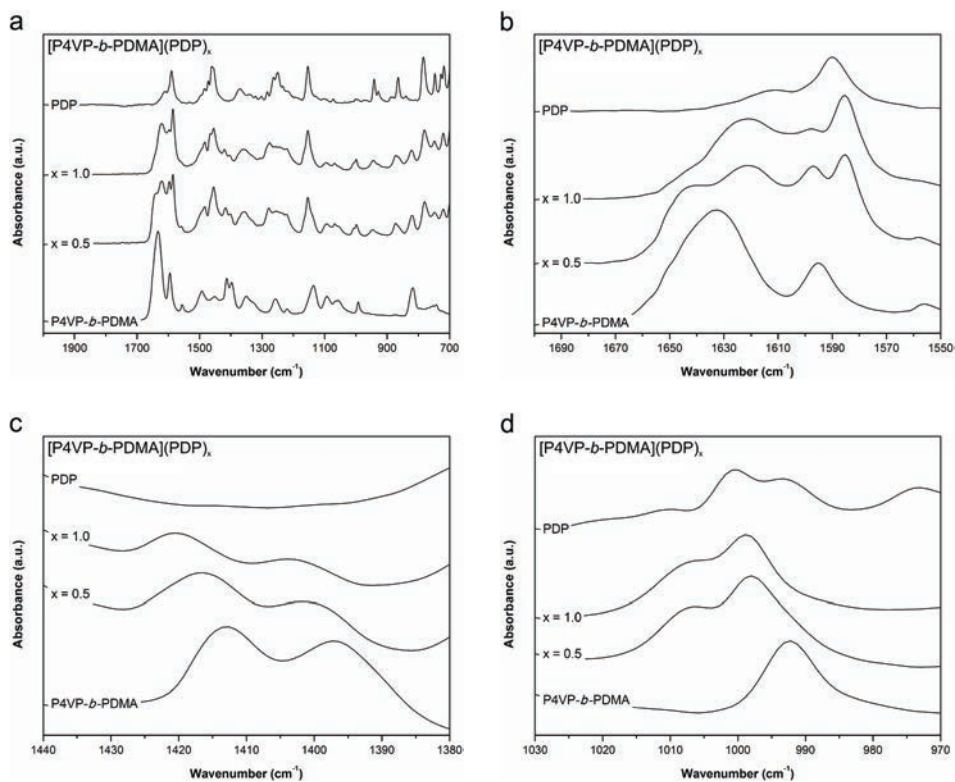 a
[P4VP-b-PDMA](PDP)x
PDP
x = 1.0
x = 0.5
P4VP-b-PDMA
Absorbance (a.u.)
1900 1700 1500 1300 1100 900 700
Wavenumber (cm-1)
b
[P4VP-b-PDMA](PDP)x
PDP
x = 1.0
x = 0.5
P4VP-b-PDMA
Absorbance (a.u.)
1690 1670 1650 1630 1610 1590 1570 1550
Wavenumber (cm-1)
c
[P4VP-b-PDMA](PDP)x
PDP
x = 1.0
x = 0.5
P4VP-b-PDMA
Absorbance (a.u.)
1440 1420 1400 1380
Wavenumber (cm-1)
d
[P4VP-b-PDMA](PDP)x
PDP
x = 1.0
x = 0.5
P4VP-b-PDMA
Absorbance (a.u.)
1030 1020 1010 1000 990 980 970
Wavenumber (cm-1)